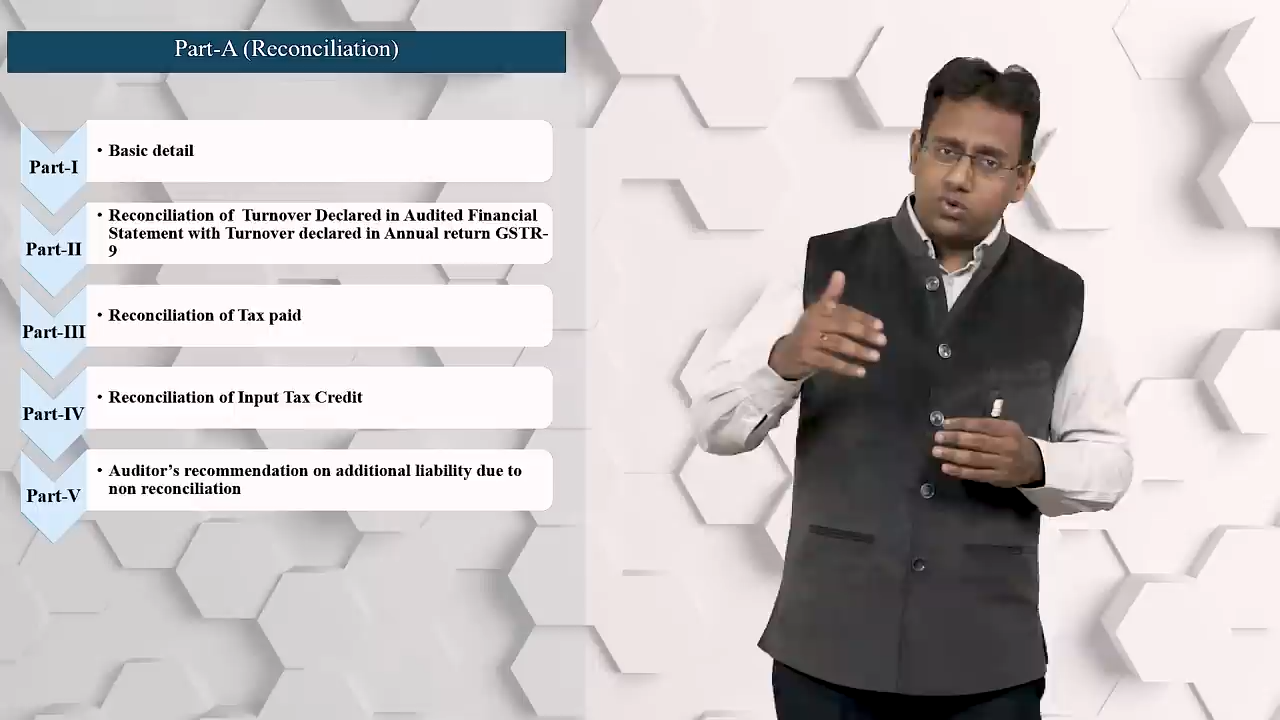 Part-A (Reconciliation)
Part-I
• Basic detail
Part-II
• Reconciliation of Turnover Declared in Audited Financial
Statement with Turnover declared in Annual return GSTR-
9
Part-III
• Reconciliation of Tax paid
Part-IV
• Reconciliation of Input Tax Credit
Part-V
• Auditor’s recommendation on additional liability due to
non reconciliation